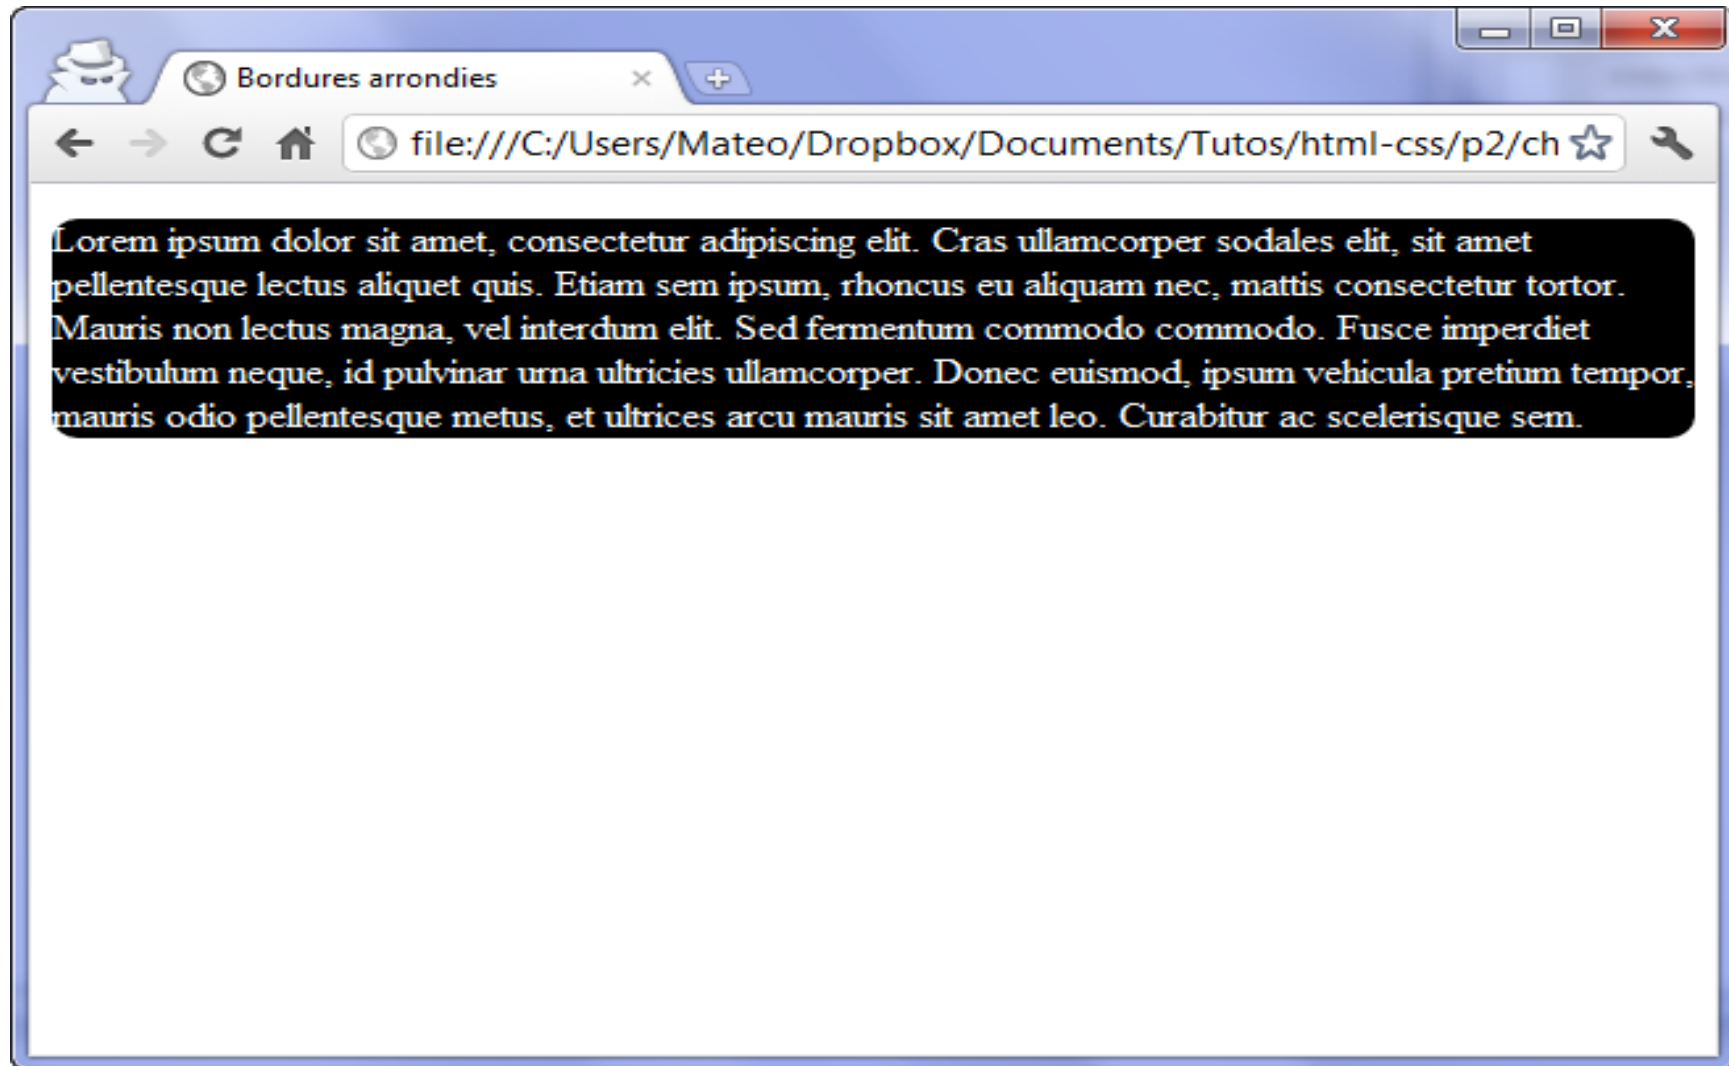 Bordures arrondies
file:///C:/Users/Mateo/Dropbox/Documents/Tutos/html-css/p2/ch
Lorem ipsum dolor sit amet, consectetur adipiscing elit. Cras ullamcorper sodales elit, sit amet
pellentesque lectus aliquet quis. Etiam sem ipsum, rhoncus eu aliquam nec, mattis consectetur tortor.
Mauris non lectus magna, vel interdum elit. Sed fermentum commodo commodo. Fusce imperdiet
vestibulum neque, id pulvinar urna ultricies ullamcorper. Donec euismod, ipsum vehicula pretium tempor,
mauris odio pellentesque metus, et ultrices arcu mauris sit amet leo. Curabitur ac scelerisque sem.